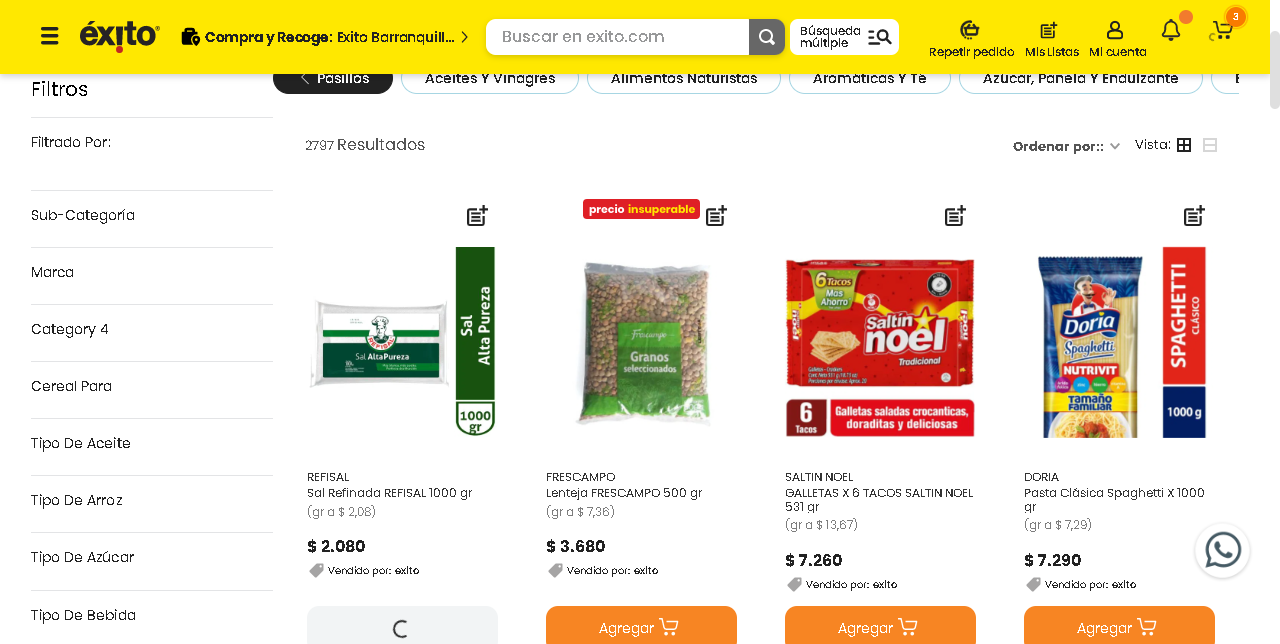 éxito
Compra y Recoge: Exito Barranquill...
Buscar en exito.com
Búsqueda
múltiple
Repetir pedido
Mis Listas
Mi cuenta
3
Pasillos
Aceites Y Vinagres
Alimentos Naturistas
Aromáticas Y Té
Azúcar, Panela Y Endulzante
Filtros
Filtrado Por:
Sub-Categoría
Marca
Category 4
Cereal Para
Tipo De Aceite
Tipo De Arroz
Tipo De Azúcar
Tipo De Bebida
2797 Resultados
Ordenar por::
Vista:
REFISAL
Sal AltaPureza
Sal
Alta Pureza
1000
gr
REFISAL
Sal Refinada REFISAL 1000 gr
(gr a $ 2,08)
$ 2.080
Vendido por: exito
precio insuperable
Frescampo
Granos
seleccionados
FRESCAMPO
Lenteja FRESCAMPO 500 gr
(gr a $ 7,36)
$ 3.680
Vendido por: exito
Agregar
6 Tacos
Mas
Ahorro
Saltín
noel
Tradicional
6
Tacos
Galletas saladas crocanticas,
doraditas y deliciosas
SALTIN NOEL
GALLETAS X 6 TACOS SALTIN NOEL
531 gr
(gr a $ 13,67)
$ 7.260
Vendido por: exito
Agregar
Doria
Spaghetti
NUTRIVIT
TAMAÑO
FAMILIAR
SPAGHETTI
CLÁSICO
1000 g
DORIA
Pasta Clásica Spaghetti X 1000
gr
(gr a $ 7,29)
$ 7.290
Vendido por: exito
Agregar